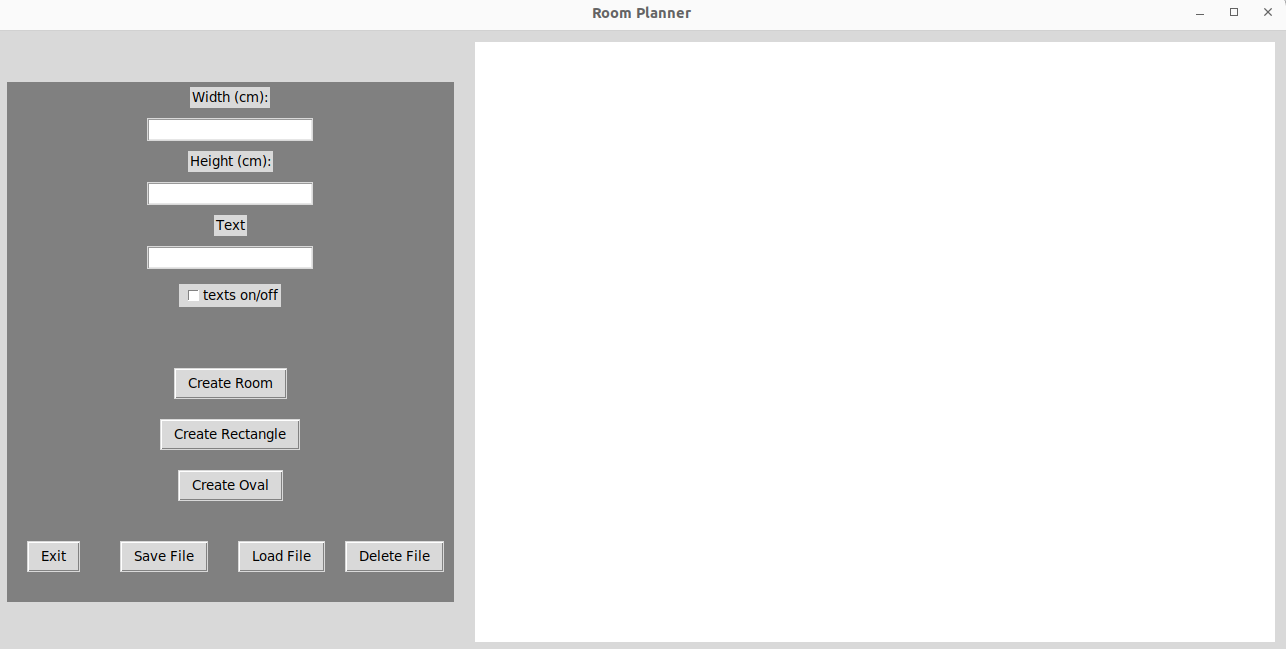 Room Planner
Width (cm):
Height (cm):
Text
texts on/off
Create Room
Create Rectangle
Create Oval
Exit Save File Load File Delete File